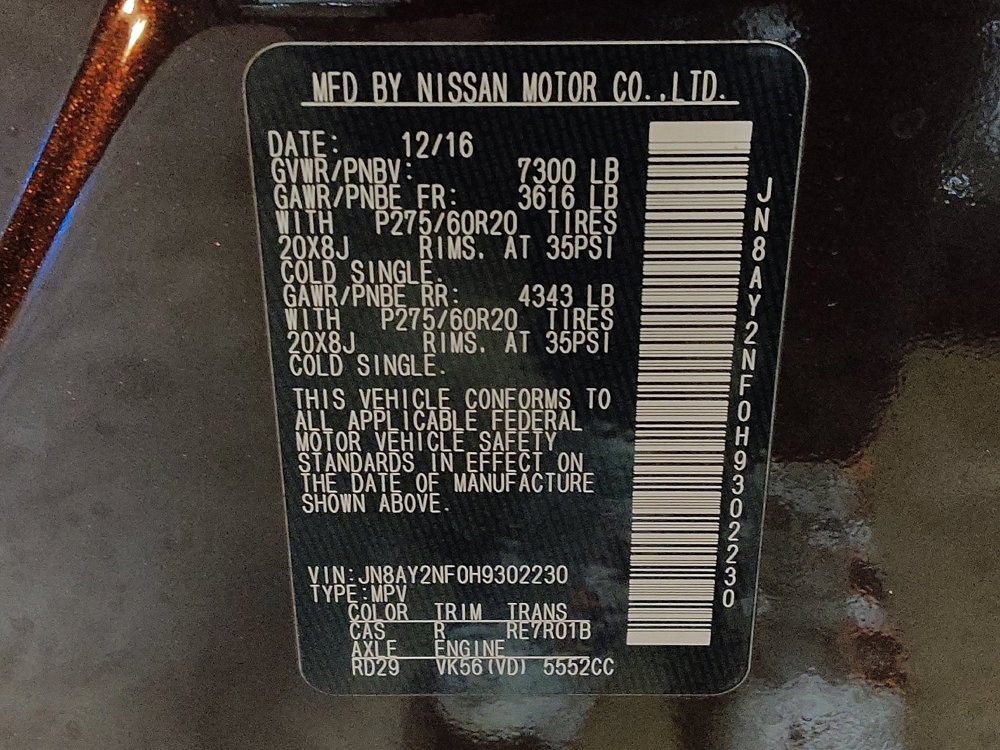 MFD BY NISSAN MOTOR CO.,LTD.
DATE: 12/16
GVWR/PNBV: 7300 LB
GAWR/PNBE FR: 3616 LB
WITH P275/60R20 TIRES
20X8J RIMS. AT 35PSI
COLD SINGLE.
GAWR/PNBE RR: 4343 LB
WITH P275/60R20 TIRES
20X8J RIMS. AT 35PSI
COLD SINGLE.
THIS VEHICLE CONFORMS TO
ALL APPLICABLE FEDERAL
MOTOR VEHICLE SAFETY
STANDARDS IN EFFECT ON
THE DATE OF MANUFACTURE
SHOWN ABOVE.
VIN:JN8AY2NF0H9302230
TYPE:MPV
COLOR TRIM TRANS
CAS R RE7R01B
AXLE ENGINE
RD29 VK56(VD) 5552CC
JN8AY2NF0H9302230